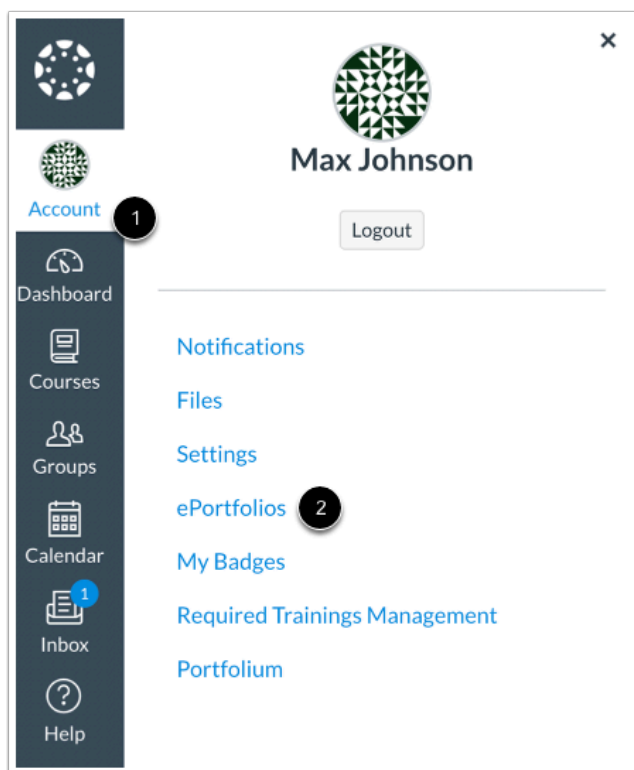 Account
1
Dashboard
Courses
Groups
Calendar
1
Inbox
Help
×
Max Johnson
Logout
Notifications
Files
Settings
ePortfolios 2
My Badges
Required Trainings Management
Portfolium